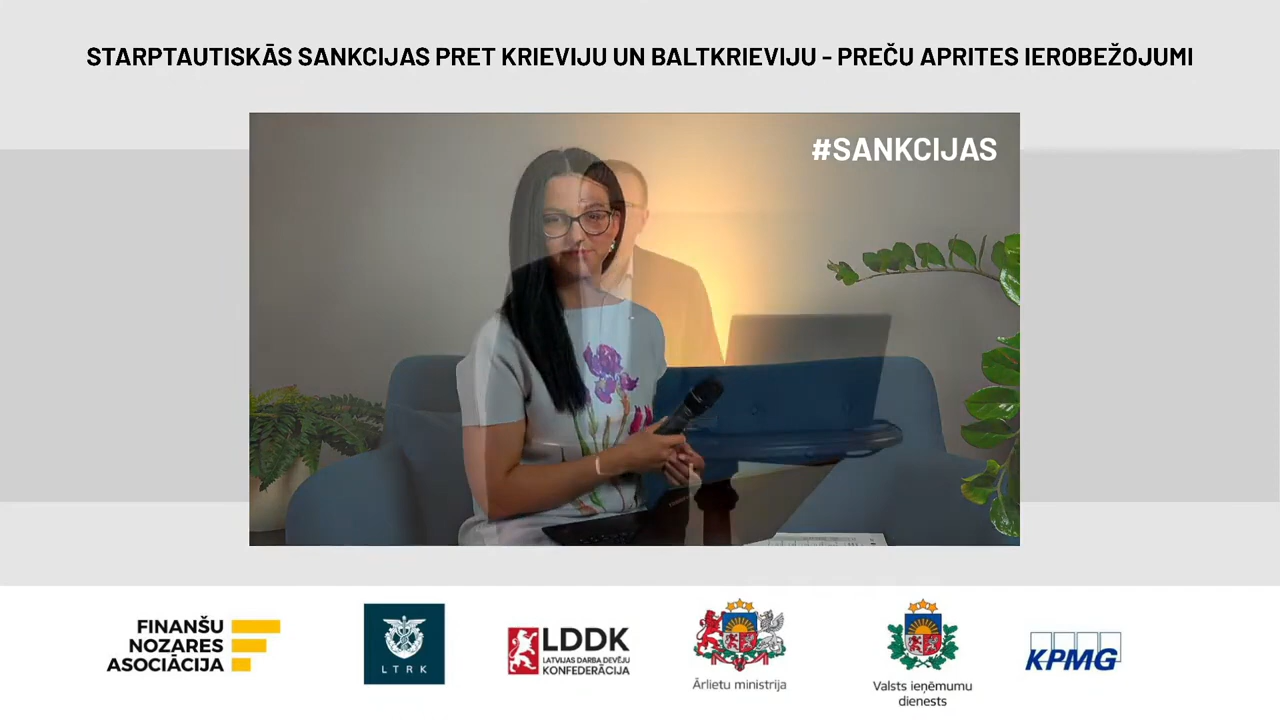 STARPTAUTISKĀS SANKCIJAS PRET KRIEVIJU UN BALTKRIEVIJU - PREČU APRITES IEROBEŽOJUMI
#SANKCIJAS
FINANŠU
NOZARES
ASOCIĀCIJA
LTRK
LDDK
LATVIJAS DARBA DEVĒJU
KONFEDERĀCIJA
Ārlietu ministrija
Valsts ieņēmumu
dienests
KPMG